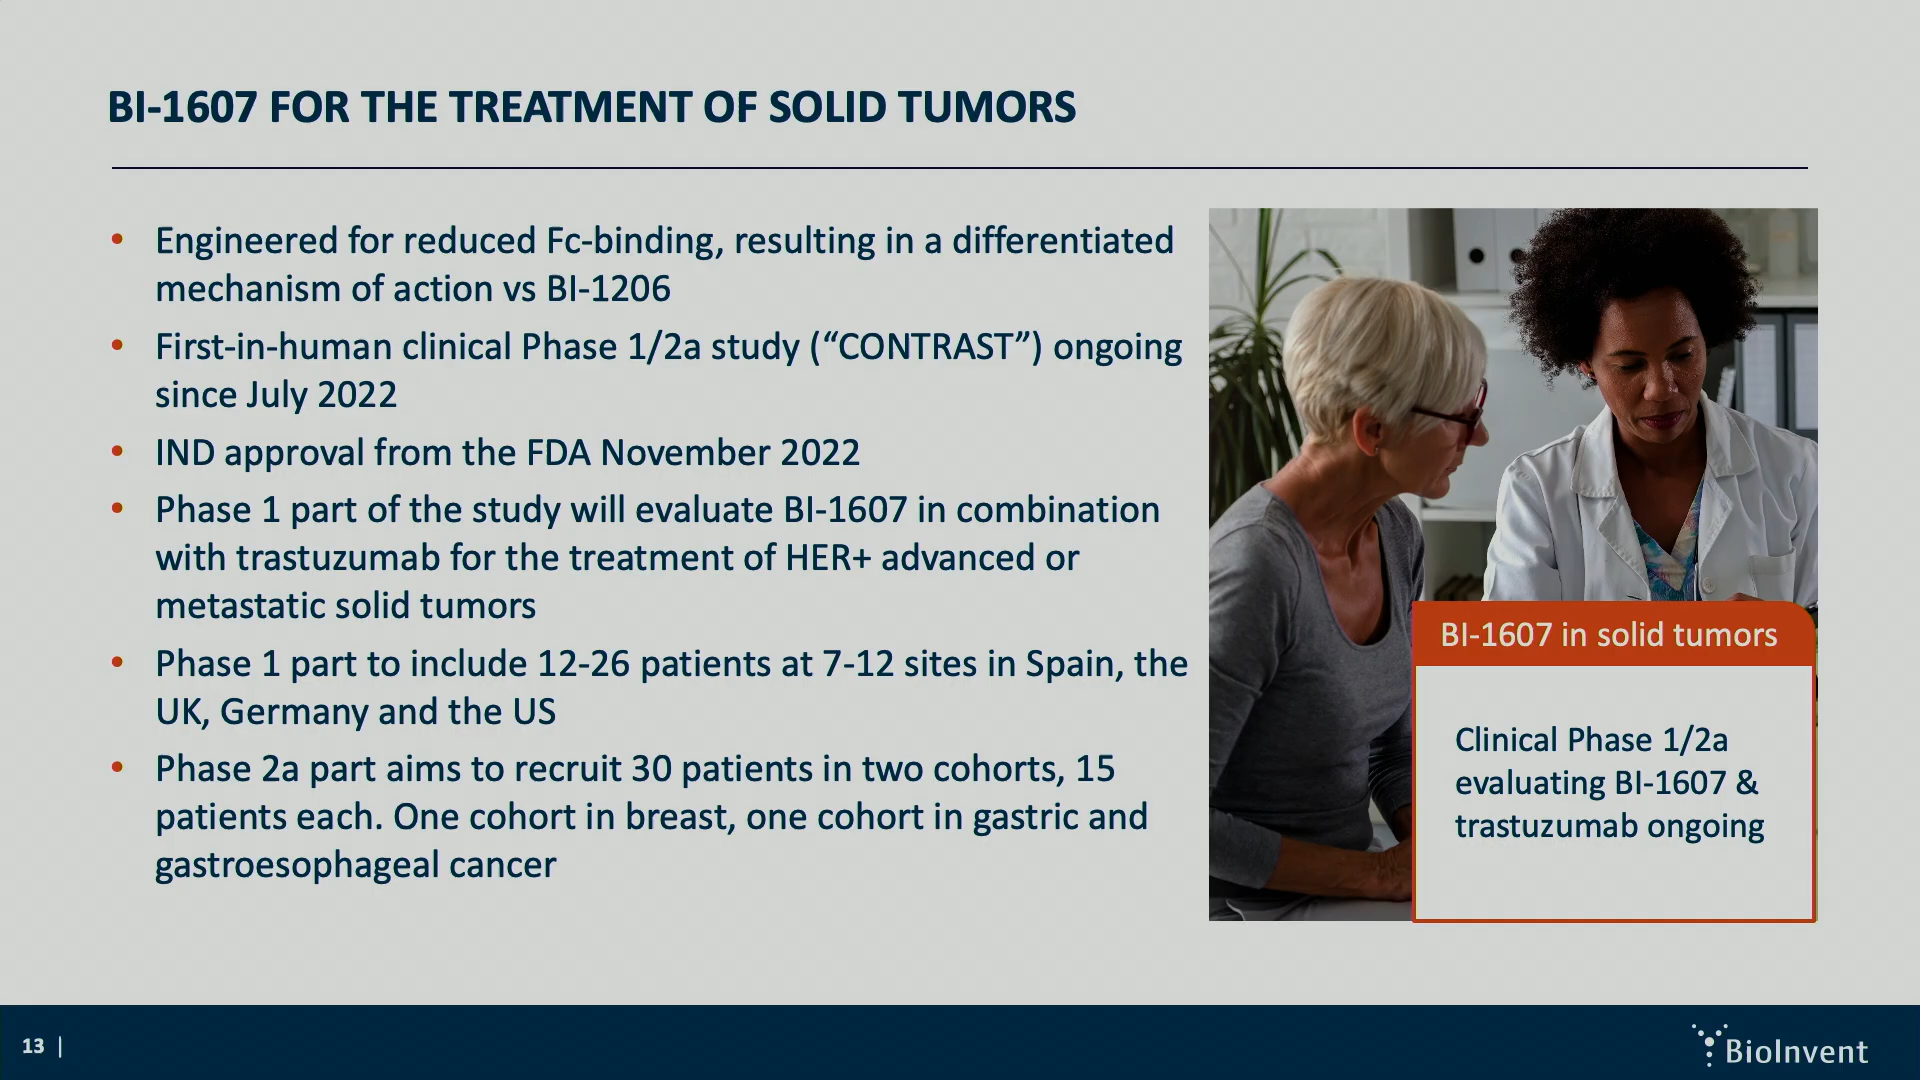 BI-1607 FOR THE TREATMENT OF SOLID TUMORS
• Engineered for reduced Fc-binding, resulting in a differentiated
mechanism of action vs BI-1206
• First-in-human clinical Phase 1/2a study (“CONTRAST”) ongoing
since July 2022
• IND approval from the FDA November 2022
• Phase 1 part of the study will evaluate BI-1607 in combination
with trastuzumab for the treatment of HER+ advanced or
metastatic solid tumors
• Phase 1 part to include 12-26 patients at 7-12 sites in Spain, the
UK, Germany and the US
• Phase 2a part aims to recruit 30 patients in two cohorts, 15
patients each. One cohort in breast, one cohort in gastric and
gastroesophageal cancer
BI-1607 in solid tumors
Clinical Phase 1/2a
evaluating BI-1607 &
trastuzumab ongoing
13 |
BioInvent